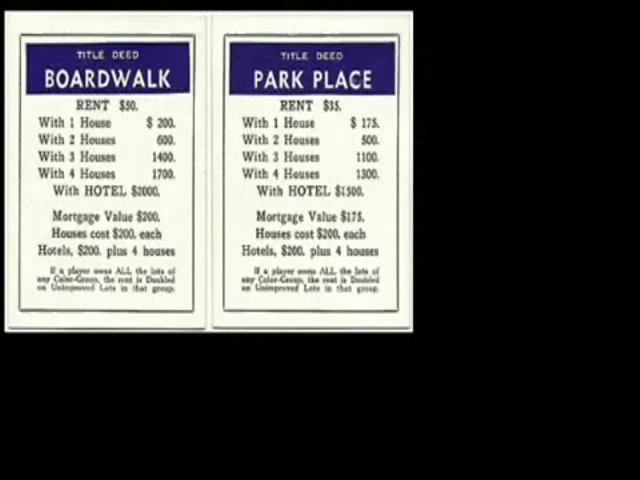 TITLE DEED
BOARDWALK
RENT $50.
With 1 House $ 200.
With 2 Houses 600.
With 3 Houses 1400.
With 4 Houses 1700.
With HOTEL $2000.
Mortgage Value $200.
Houses cost $200. each
Hotels, $200. plus 4 houses
If a player owns ALL the lots of
any Color-Group, the rent is Doubled
on Unimproved Lots in that group.
TITLE DEED
PARK PLACE
RENT $35.
With 1 House $ 175.
With 2 Houses 500.
With 3 Houses 1100.
With 4 Houses 1300.
With HOTEL $1500.
Mortgage Value $175.
Houses cost $200. each
Hotels, $200. plus 4 houses
If a player owns ALL the lots of
any Color-Group, the rent is Doubled
on Unimproved Lots in that group.